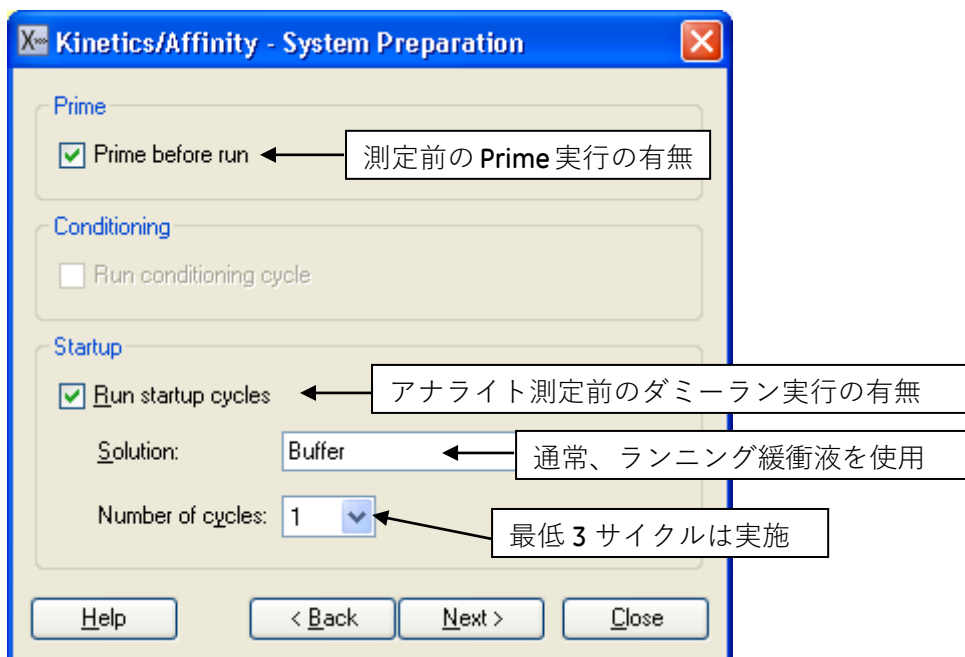 Kinetics/Affinity - System Preparation
Prime
Prime before run
測定前の Prime 実行の有無
Conditioning
Run conditioning cycle
Startup
Run startup cycles
アナライト測定前のダミーラン実行の有無
Solution:
Buffer
通常、ランニング緩衝液を使用
Number of cycles:
1
最低 3 サイクルは実施
Help
< Back
Next >
Close